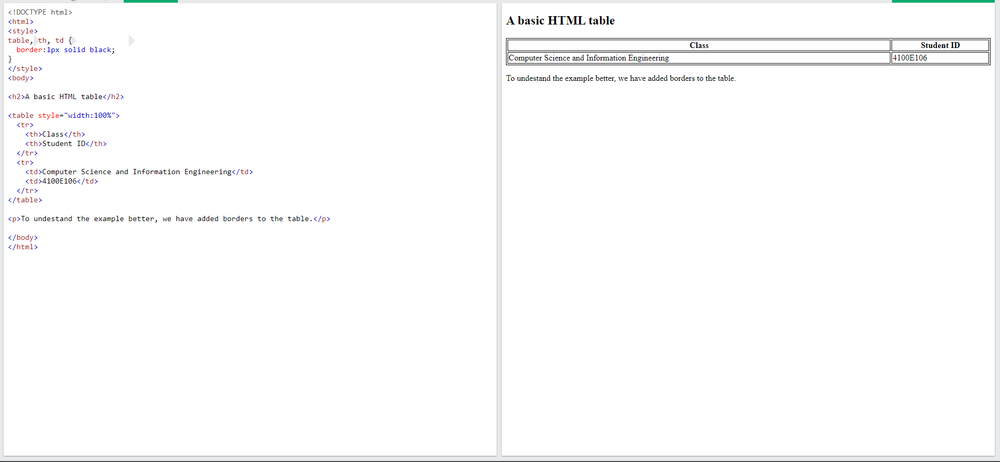 <!DOCTYPE html>
<html>
<style>
table, th, td {
  border:1px solid black;
}
</style>
<body>

<h2>A basic HTML table</h2>

<table style="width:100%">
  <tr>
    <th>Class</th>
    <th>Student ID</th>
  </tr>
  <tr>
    <td>Computer Science and Information Engineering</td>
    <td>4100E106</td>
  </tr>
</table>

<p>To undestand the example better, we have added borders to the table.</p>

</body>
</html>
A basic HTML table
Class Student ID
Computer Science and Information Engineering 4100E106
To undestand the example better, we have added borders to the table.